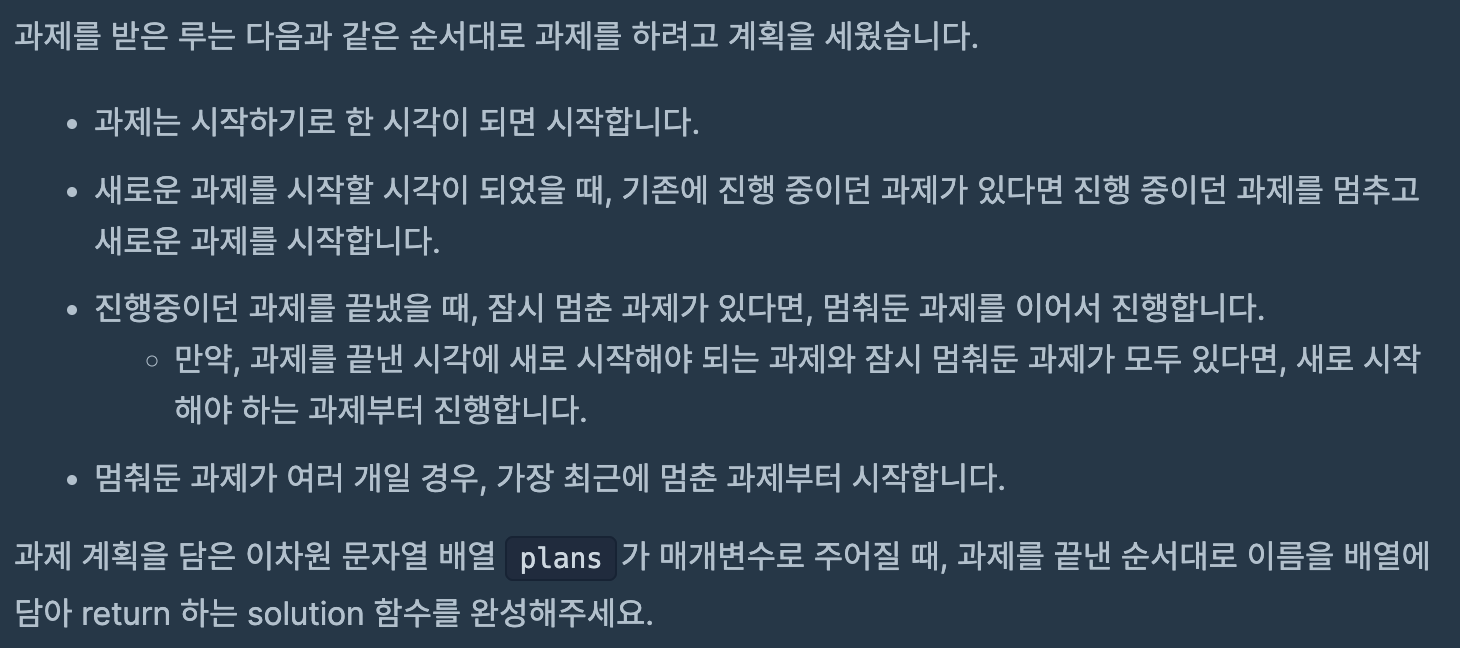 과제를 받은 루는 다음과 같은 순서대로 과제를 하려고 계획을 세웠습니다.
과제는 시작하기로 한 시각이 되면 시작합니다.
새로운 과제를 시작할 시각이 되었을 때, 기존에 진행 중이던 과제가 있다면 진행 중이던 과제를 멈추고
새로운 과제를 시작합니다.
진행중이던 과제를 끝냈을 때, 잠시 멈춘 과제가 있다면, 멈춰둔 과제를 이어서 진행합니다.
만약, 과제를 끝낸 시각에 새로 시작해야 되는 과제와 잠시 멈춰둔 과제가 모두 있다면, 새로 시작
해야 하는 과제부터 진행합니다.
멈춰둔 과제가 여러 개일 경우, 가장 최근에 멈춘 과제부터 시작합니다.
과제 계획을 담은 이차원 문자열 배열 plans가 매개변수로 주어질 때, 과제를 끝낸 순서대로 이름을 배열에
담아 return 하는 solution 함수를 완성해주세요.